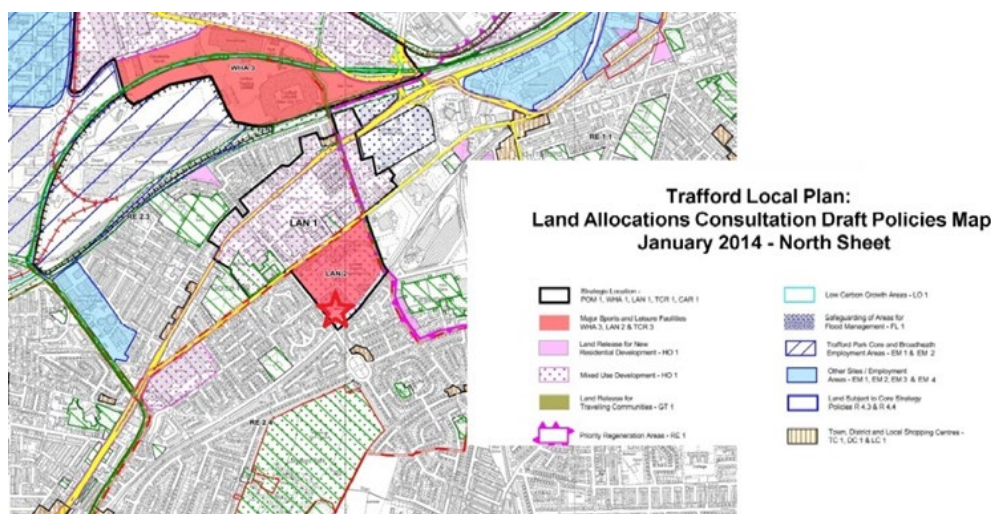 WHA 3
RE 1.1
LAN 1
RE 2.3
LAN 2
RE 2.4
Trafford Local Plan:
Land Allocations Consultation Draft Policies Map
January 2014 - North Sheet
Strategic Location -
POM 1, WHA 1, LAN 1, TCR 1, CAR 1
Major Sports and Leisure Facilities
WHA 3, LAN 2 & TCR 3
Land Release for New
Residential Development - HO 1
Mixed Use Development - HO 1
Land Release for
Travelling Communities - GT 1
Priority Regeneration Areas - RE 1
Low Carbon Growth Areas - LO 1
Safeguarding of Areas for
Flood Management - FL 1
Trafford Park Core and Broadheath
Employment Areas - EM 1 & EM 2
Other Sites / Employment
Areas - EM 1, EM 2, EM 3 & EM 4
Land Subject to Core Strategy
Policies R 4.3 & R 4.4
Town, District and Local Shopping Centres -
TC 1, DC 1 & LC 1